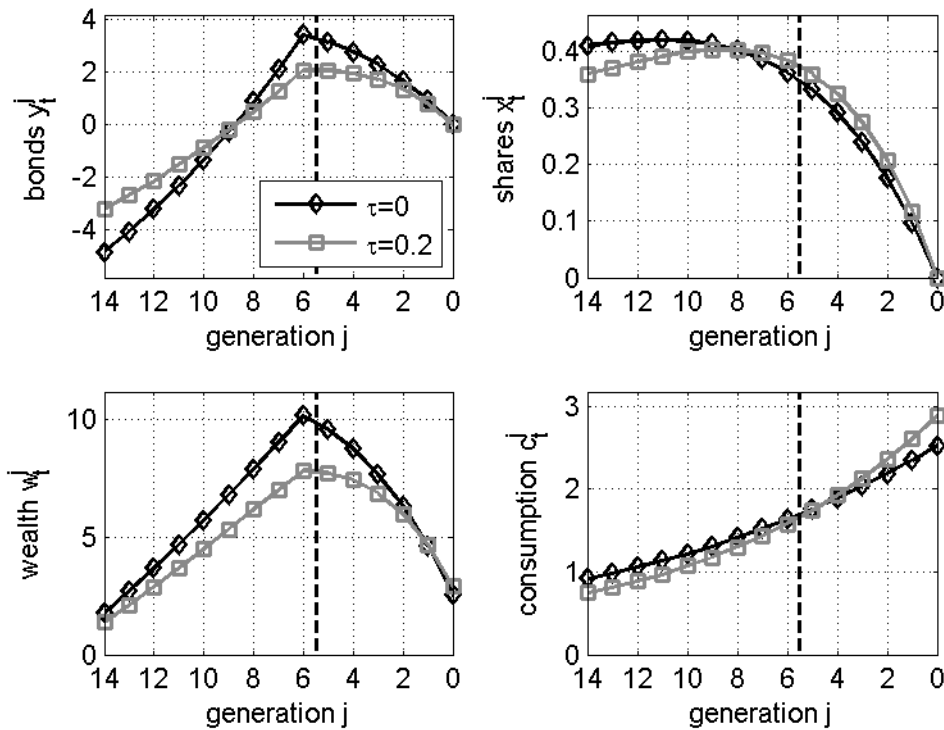 bonds y_t^j
4
2
0
-2
-4
τ=0
τ=0.2
14 12 10 8 6 4 2 0
generation j
shares x_t^j
0.4
0.3
0.2
0.1
0
14 12 10 8 6 4 2 0
generation j
wealth w_t^j
10
5
0
14 12 10 8 6 4 2 0
generation j
consumption c_t^j
3
2
1
0
14 12 10 8 6 4 2 0
generation j